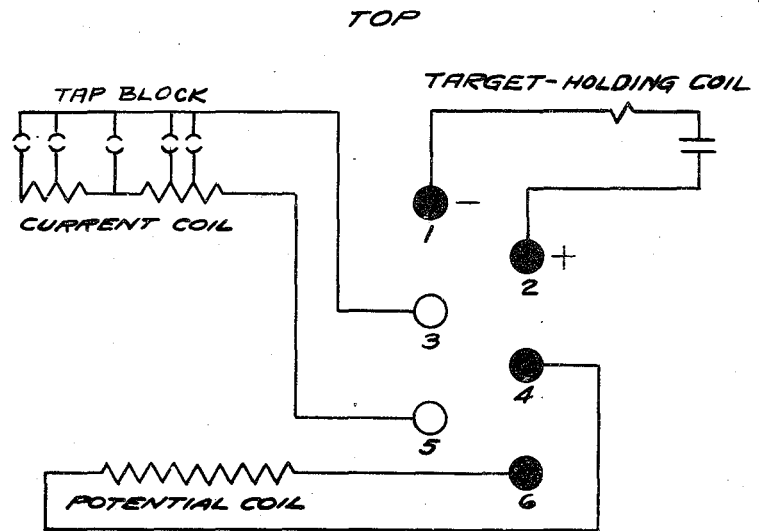 TOP
TARGET-HOLDING COIL
TAP BLOCK
CURRENT COIL
1 -
2 +
3
4
5
6
POTENTIAL COIL